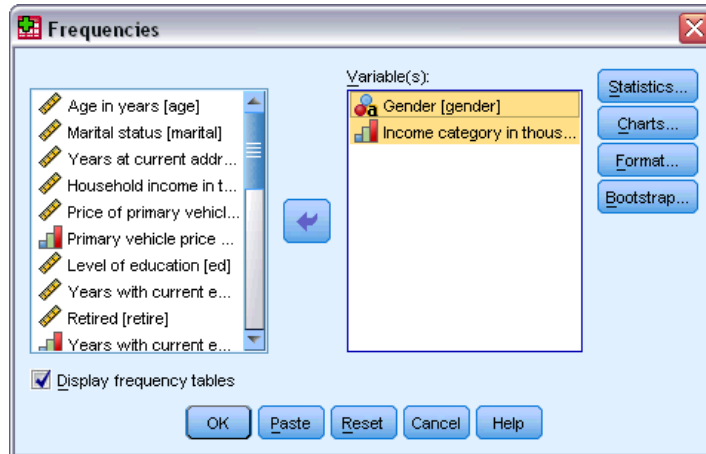 Frequencies
Variable(s):
Age in years [age]
Marital status [marital]
Years at current addr...
Household income in t...
Price of primary vehicl...
Primary vehicle price ...
Level of education [ed]
Years with current e...
Retired [retire]
Years with current e...
Gender [gender]
Income category in thous...
Statistics...
Charts...
Format...
Bootstrap...
Display frequency tables
OK
Paste
Reset
Cancel
Help